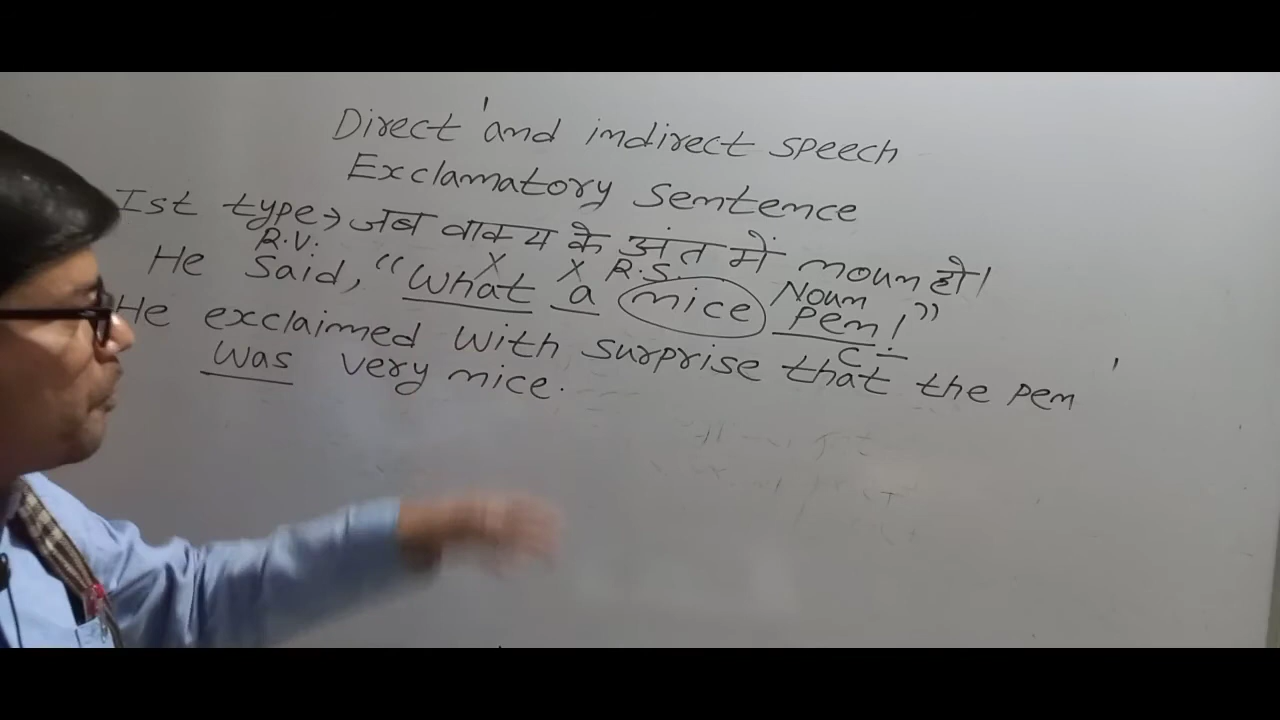 Direct and indirect speech
Exclamatory Sentence
Ist type → जब वाक्य के अंत में noun हो।
R.V. X X R.S. Noun
He said, “What a nice pen!”
C
He exclaimed with surprise that the pen
was very nice.